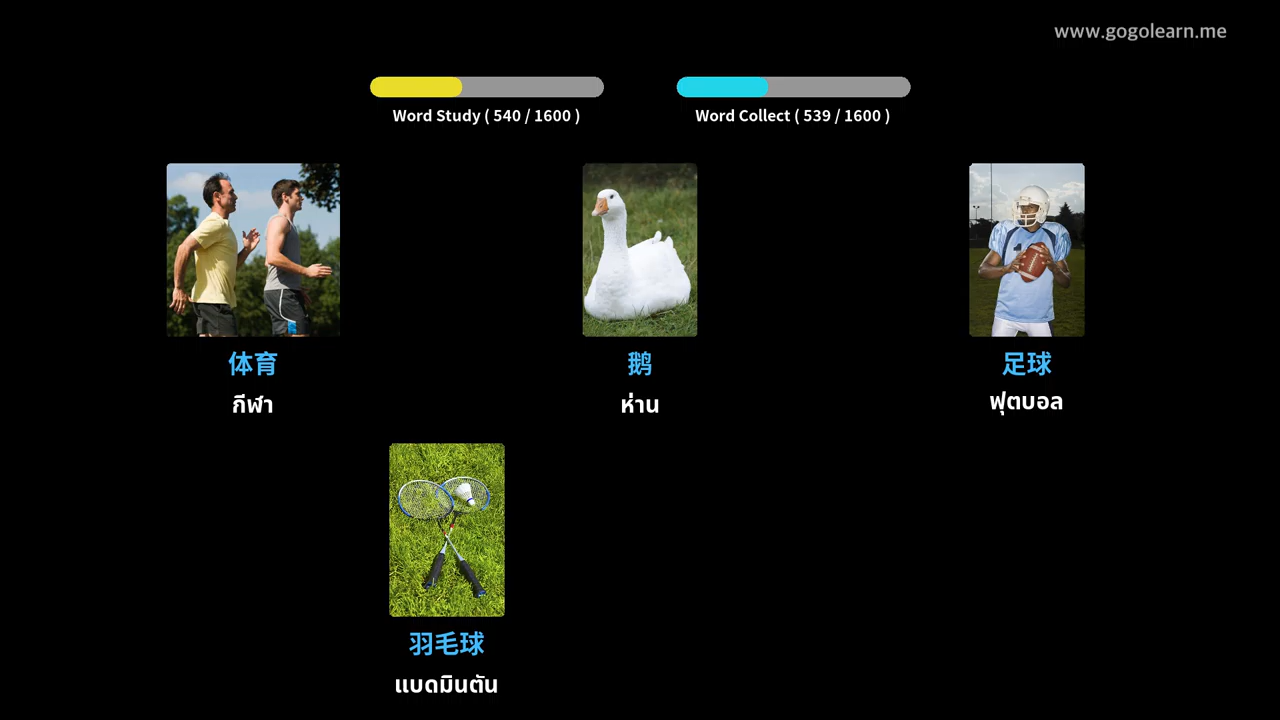 www.gogolearn.me
Word Study ( 540 / 1600 )
Word Collect ( 539 / 1600 )
体育
鹅
足球
กีฬา
ห่าน
ฟุตบอล
羽毛球
แบดมินตัน